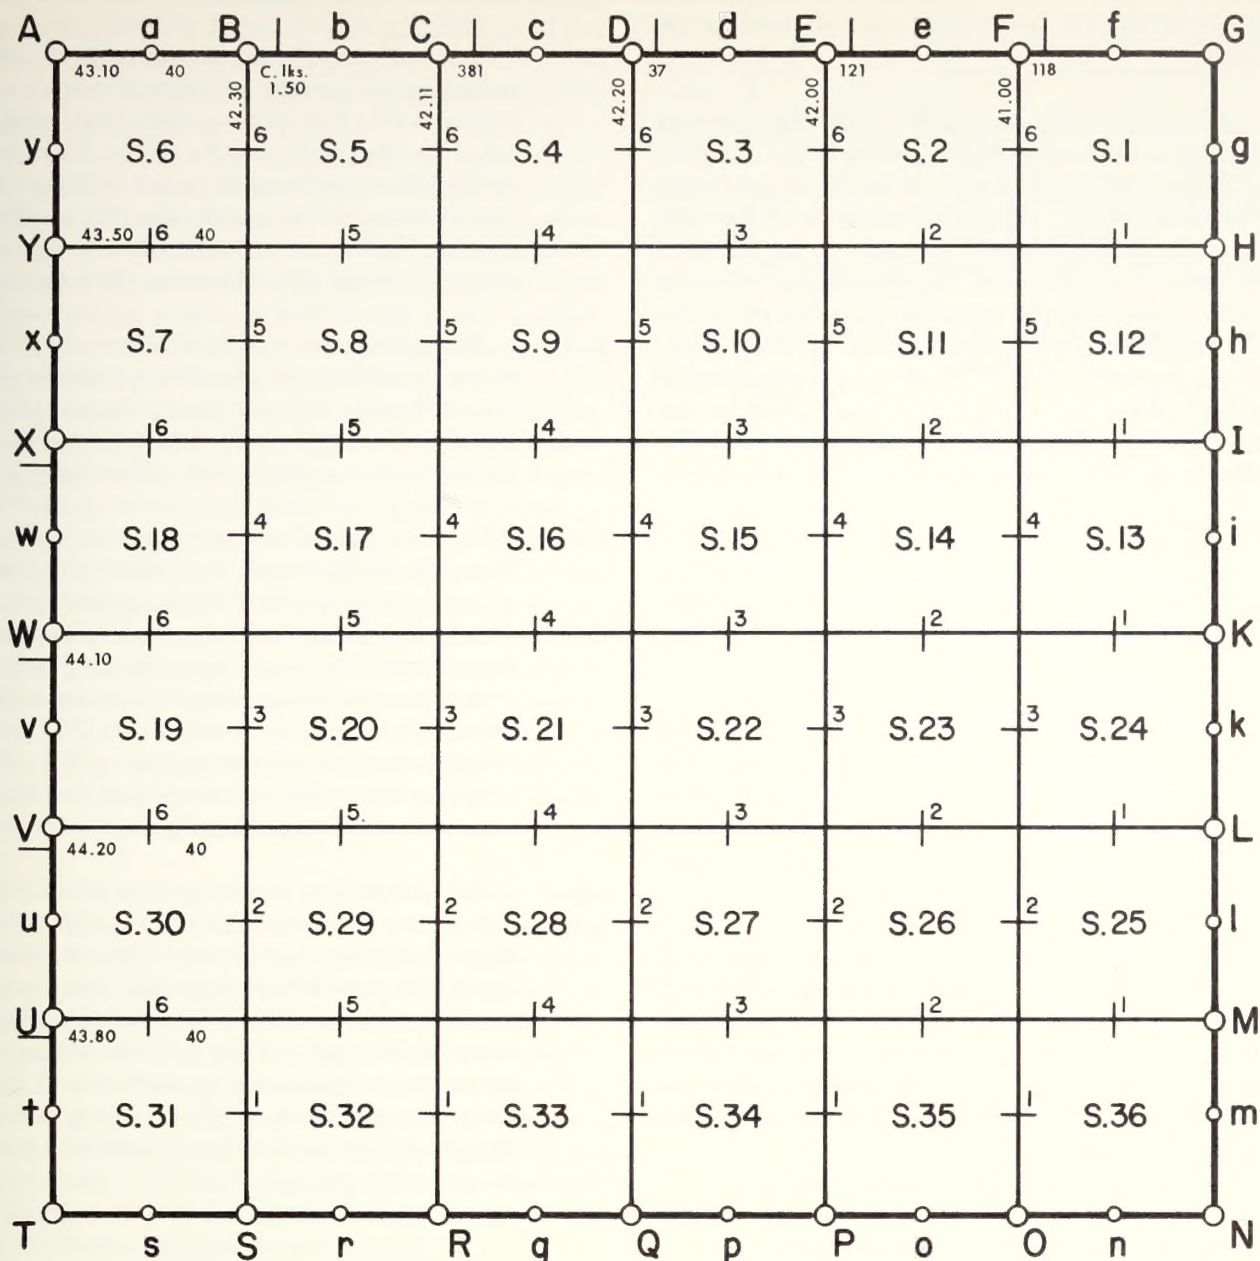 A a B b C c D d E e F f G
43.10 40 C. lks. 381 37 121 118
1.50
42.30 42.11 42.20 42.00 41.00
6 6 6 6 6
y S.6 S.5 S.4 S.3 S.2 S.1 g
43.50 6 40 5 4 3 2 1
Y H
5 5 5 5 5
x S.7 S.8 S.9 S.10 S.11 S.12 h
6 5 4 3 2 1
X I
4 4 4 4 4
w S.18 S.17 S.16 S.15 S.14 S.13 i
6 5 4 3 2 1
W K
44.10
3 3 3 3 3
v S.19 S.20 S.21 S.22 S.23 S.24 k
6 5 4 3 2 1
V L
44.20 40
2 2 2 2 2
u S.30 S.29 S.28 S.27 S.26 S.25 l
6 5 4 3 2 1
U M
43.80 40
1 1 1 1 1
t S.31 S.32 S.33 S.34 S.35 S.36 m
T s S r R q Q p P o O n N